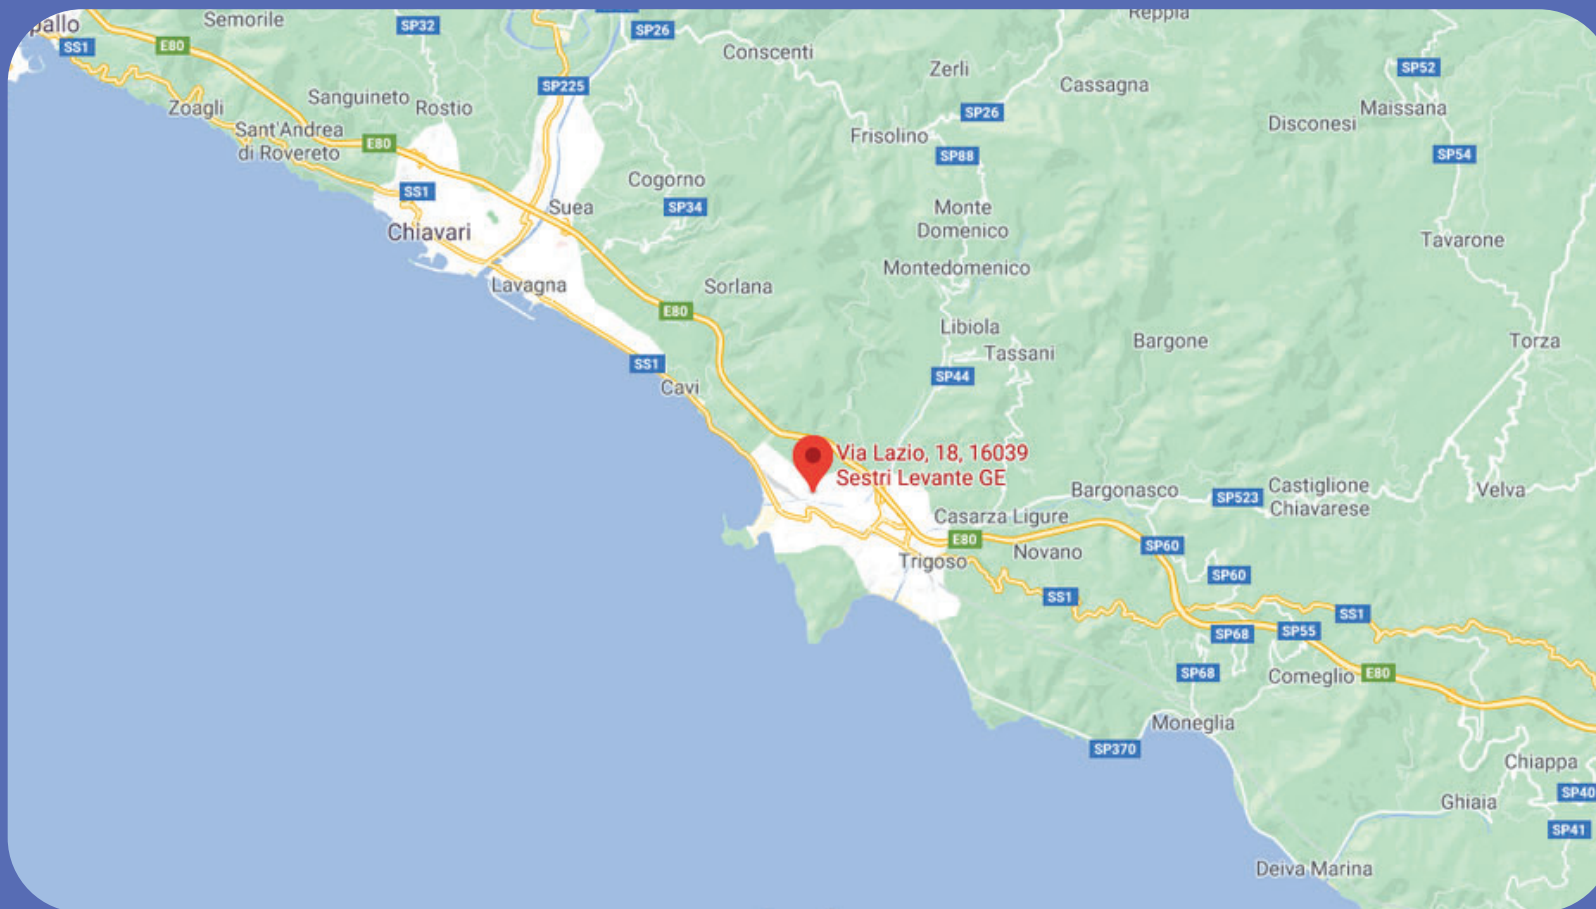 pallo
Semorile
SP32
SP26
Reppia
SS1
E80
Conscenti
Zerli
SP52
SP225
Cassagna
Zoagli
Sanguineto
Rostio
SP26
Maissana
Disconesi
Sant'Andrea
di Rovereto
E80
Frisolino
SP88
SP54
Cogorno
SS1
SP34
Suea
Monte
Domenico
Chiavari
Tavarone
Montedomenico
Lavagna
Sorlana
E80
Libiola
Tassani
Bargone
Torza
SS1
Cavi
SP44
Via Lazio, 18, 16039
Sestri Levante GE
Bargonasco
SP523
Castiglione
Chiavarese
Velva
Casarza Ligure
E80
Novano
SP60
Trigoso
SP60
SS1
SS1
SP68
SP55
SP68
Comeglio
E80
Moneglia
SP370
Chiappa
SP40
Ghiaia
SP41
Deiva Marina